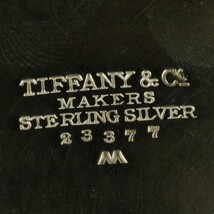 TIFFANY & Co.
MAKERS
STERLING SILVER
23377
M